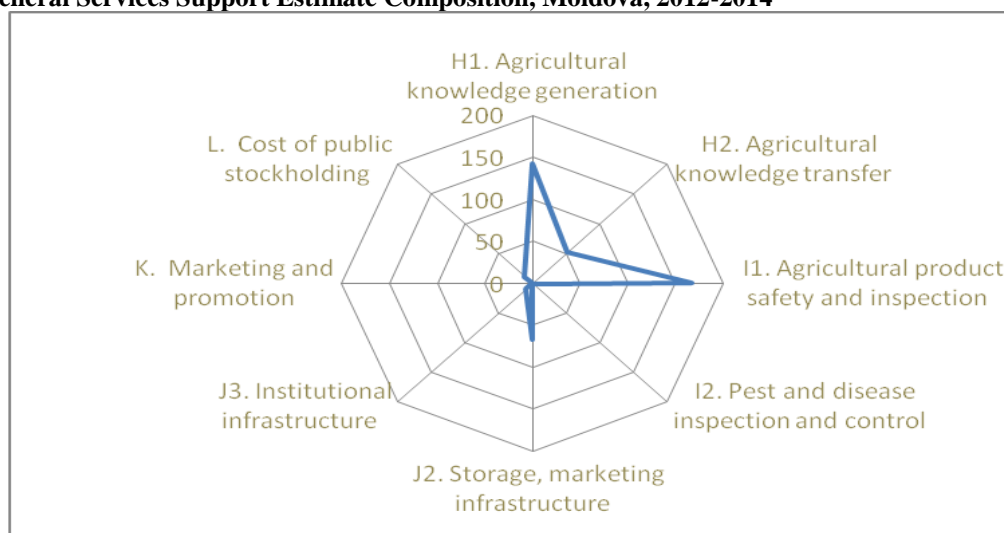 eneral Services Support Estimate Composition, Moldova, 2012-2014
H1. Agricultural
knowledge generation
200
150
100
50
0
H2. Agricultural
knowledge transfer
I1. Agricultural product
safety and inspection
I2. Pest and disease
inspection and control
J2. Storage, marketing
infrastructure
J3. Institutional
infrastructure
K. Marketing and
promotion
L. Cost of public
stockholding